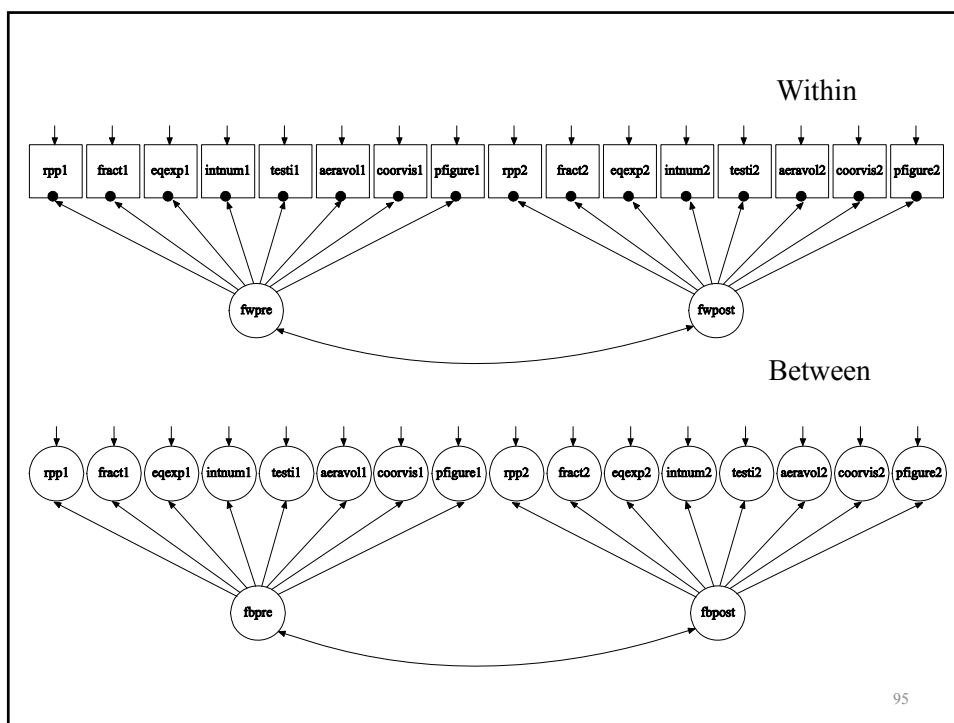 Within
rpp1 fract1 eqexp1 intnum1 testi1 aeravol1 coorvis1 pfigure1 rpp2 fract2 eqexp2 intnum2 testi2 aeravol2 coorvis2 pfigure2
fwpre fwpost
Between
rpp1 fract1 eqexp1 intnum1 testi1 aeravol1 coorvis1 pfigure1 rpp2 fract2 eqexp2 intnum2 testi2 aeravol2 coorvis2 pfigure2
fbpre fbpost
95